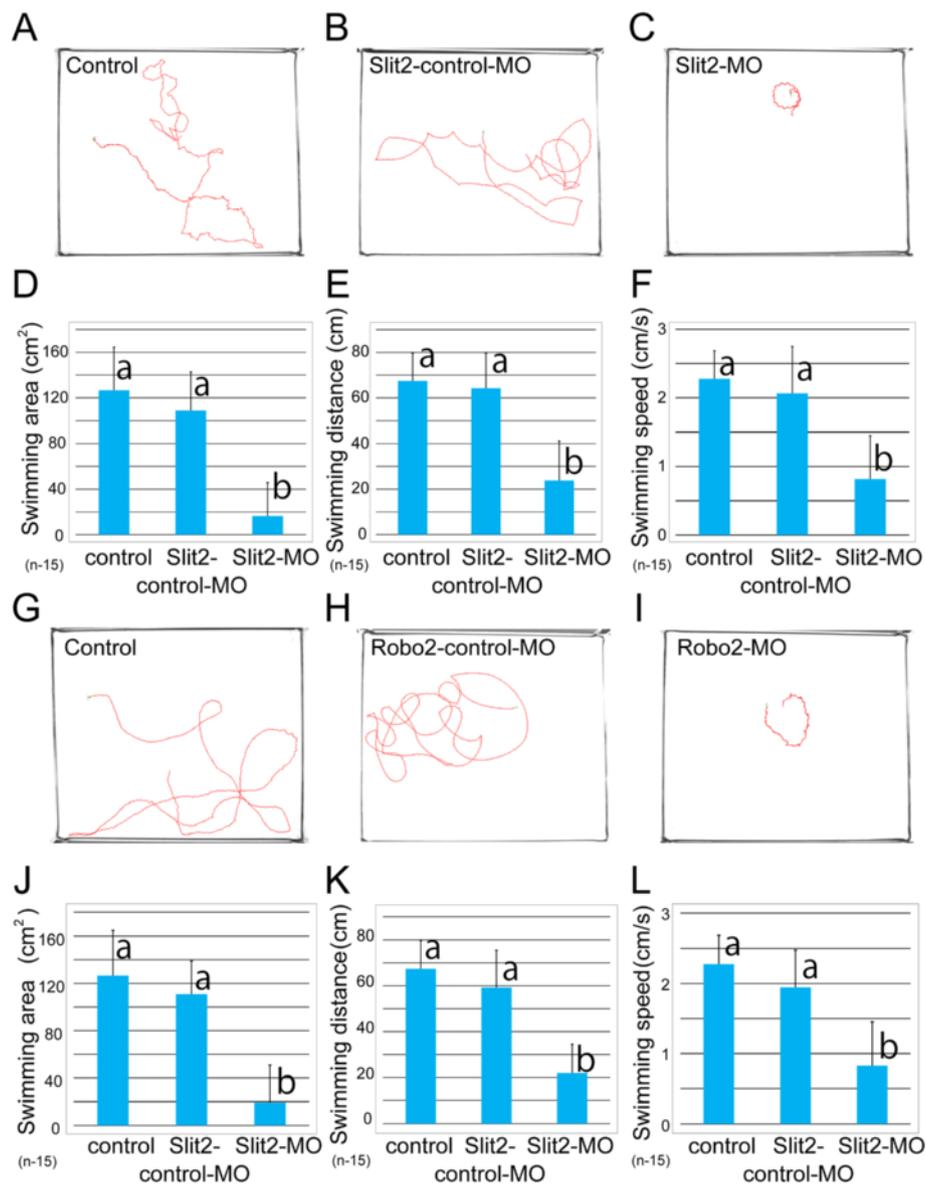 A
B
C
Control
Slit2-control-MO
Slit2-MO
D
E
F
Swimming area (cm²)
160
120
80
40
0
a
a
b
control Slit2- Slit2-MO
(n-15)
control-MO
Swimming distance (cm)
80
60
40
20
0
a
a
b
control Slit2- Slit2-MO
(n-15)
control-MO
Swimming speed (cm/s)
3
2
1
0
a
a
b
control Slit2- Slit2-MO
(n-15)
control-MO
G
H
I
Control
Robo2-control-MO
Robo2-MO
J
K
L
Swimming area (cm²)
160
120
80
40
0
a
a
b
control Slit2- Slit2-MO
(n-15)
control-MO
Swimming distance(cm)
80
60
40
20
0
a
a
b
control Slit2- Slit2-MO
(n-15)
control-MO
Swimming speed(cm/s)
3
2
1
0
a
a
b
control Slit2- Slit2-MO
(n-15)
control-MO